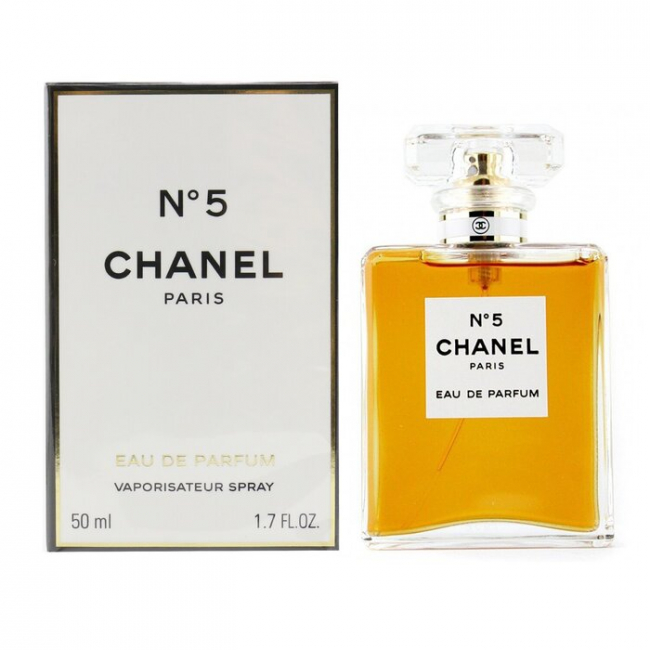 N°5
CHANEL
PARIS
EAU DE PARFUM
VAPORISATEUR SPRAY
50 ml 1.7 FL.OZ.
N°5
CHANEL
PARIS
EAU DE PARFUM